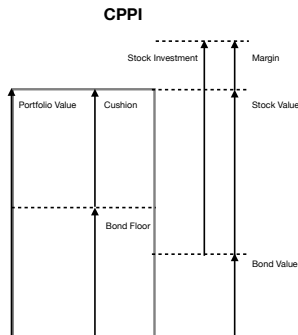 CPPI
Stock Investment
Margin
Portfolio Value
Cushion
Stock Value
Bond Floor
Bond Value